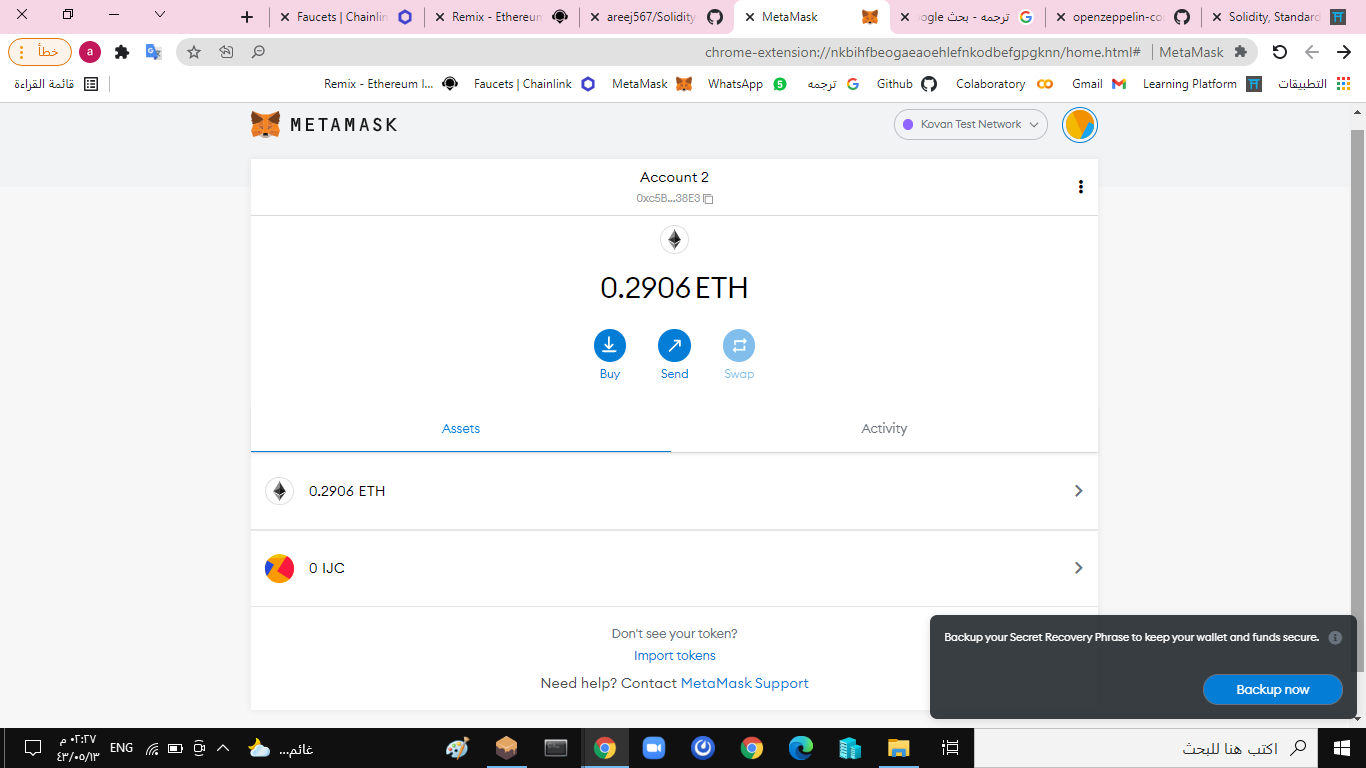 Faucets | Chainlin
Remix - Ethereum
areej567/Solidity
MetaMask
ترجمه - بحث Google
openzeppelin-co
Solidity, Standard
خطأ
a
chrome-extension://nkbihfbeogaeaoehlefnkodbefgpgknn/home.html#
MetaMask
قائمة القراءة
Remix - Ethereum I...
Faucets | Chainlink
MetaMask
WhatsApp
ترجمه
Github
Colaboratory
Gmail
Learning Platform
التطبيقات
METAMASK
Kovan Test Network
Account 2
0xc5B...38E3
0.2906 ETH
Buy
Send
Swap
Assets
Activity
0.2906 ETH
0 IJC
Don't see your token?
Import tokens
Need help? Contact MetaMask Support
Backup your Secret Recovery Phrase to keep your wallet and funds secure.
Backup now
٠٢:٢٧ م
٤٣/٠٥/١٣
ENG
غائم...
اكتب هنا للبحث